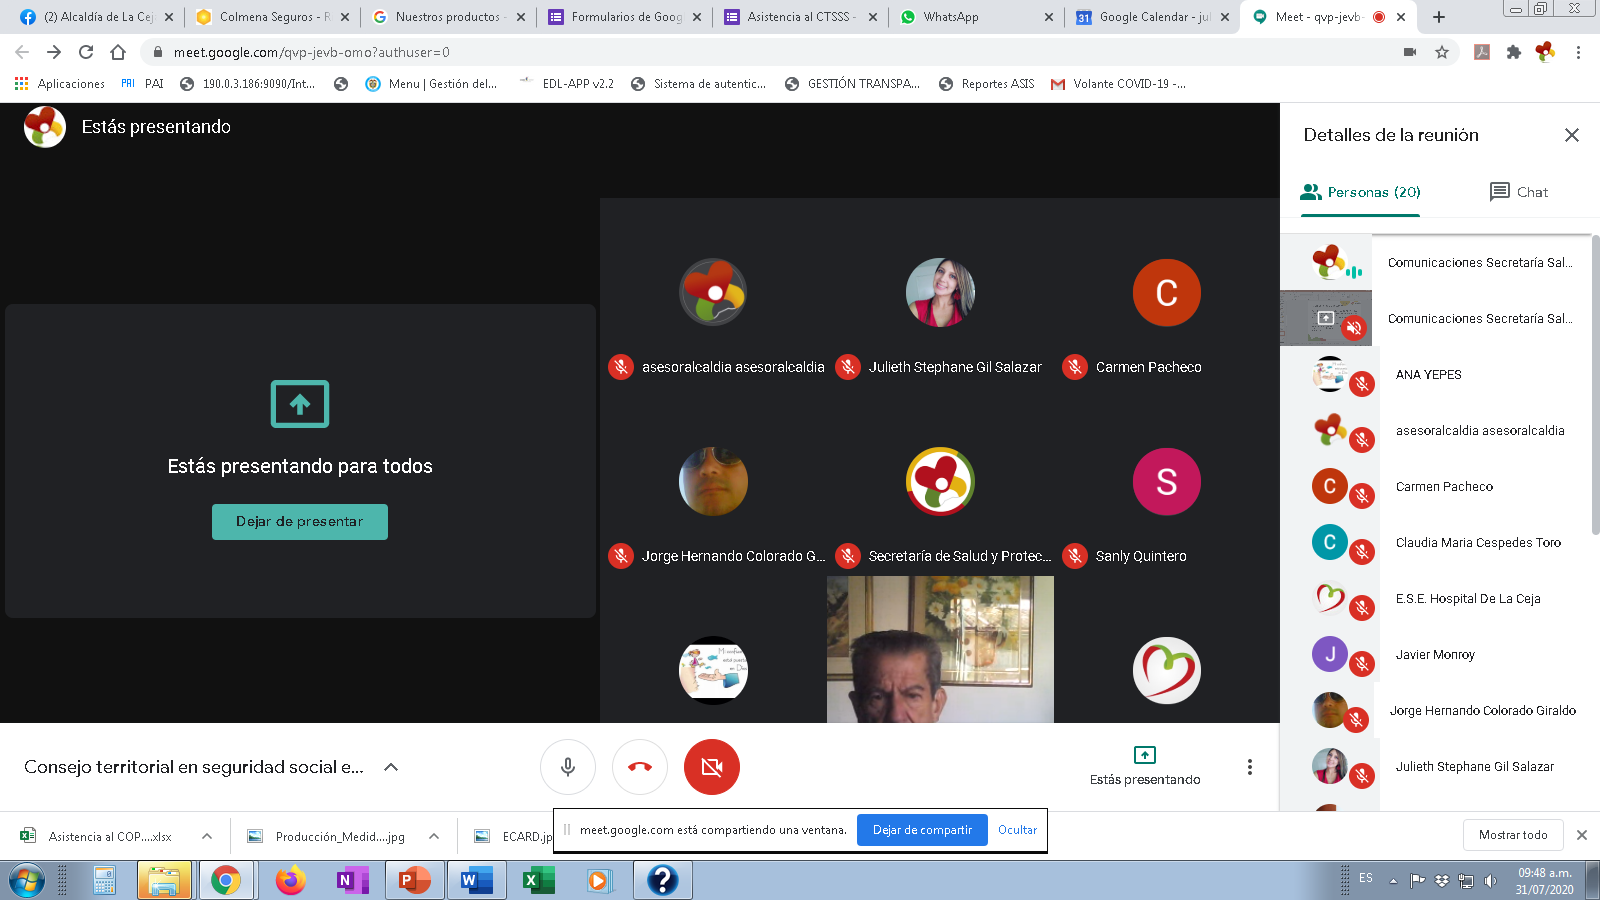 (2) Alcaldía de La Cej
Colmena Seguros - R
Nuestros productos -
Formularios de Goog
Asistencia al CTSSS -
WhatsApp
Google Calendar - jul
Meet - qvp-jevb-
meet.google.com/qvp-jevb-omo?authuser=0
Aplicaciones
PAI PAI
190.0.3.186:9090/Int...
Menu | Gestión del...
EDL-APP v2.2
Sistema de autentic...
GESTIÓN TRANSPA...
Reportes ASIS
Volante COVID-19 -...
Estás presentando
Estás presentando para todos
Dejar de presentar
asesoralcaldia asesoralcaldia
Julieth Stephane Gil Salazar
C
Carmen Pacheco
Jorge Hernando Colorado G...
Secretaría de Salud y Protec...
S
Sanly Quintero
Detalles de la reunión
Personas (20)
Chat
Comunicaciones Secretaría Sal...
Comunicaciones Secretaría Sal...
ANA YEPES
asesoralcaldia asesoralcaldia
C
Carmen Pacheco
C
Claudia Maria Cespedes Toro
E.S.E. Hospital De La Ceja
J
Javier Monroy
Jorge Hernando Colorado Giraldo
Julieth Stephane Gil Salazar
Consejo territorial en seguridad social e...
Estás presentando
Asistencia al COP....xlsx
Producción_Medid....jpg
ECARD.jp
meet.google.com está compartiendo una ventana.
Dejar de compartir
Ocultar
Mostrar todo
ES
09:48 a.m.
31/07/2020